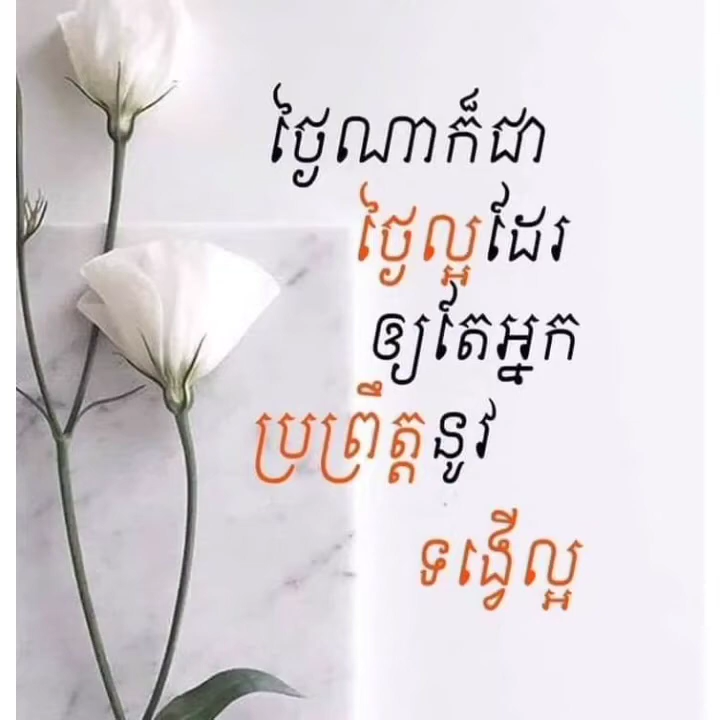 ថ្ងៃណាក៏ជា
ថ្ងៃល្អដែរ
ឲ្យតែអ្នក
ប្រព្រឹត្តនូវ
ទង្វើល្អ